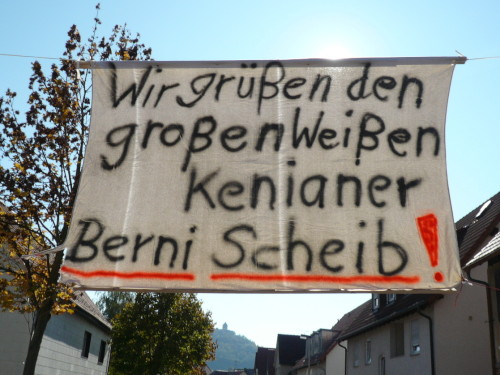 Wir grüßen den
großen Weißen
Kenianer
Berni Scheib!